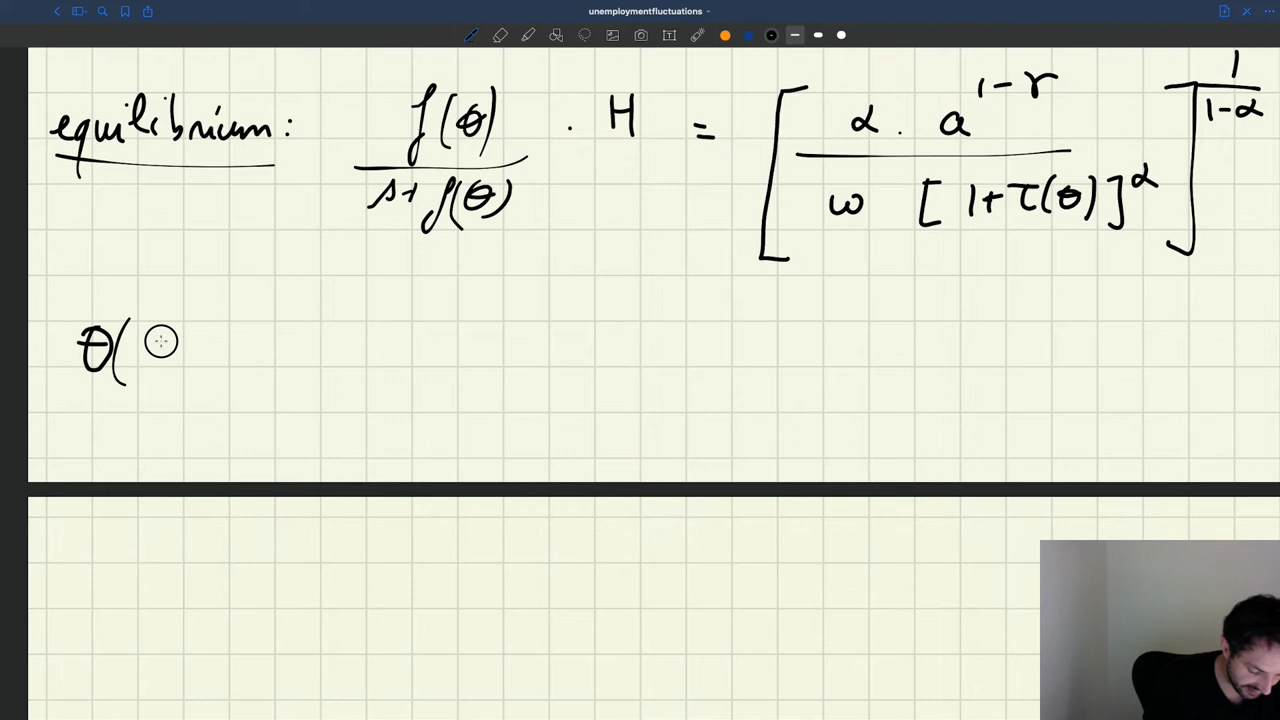 unemploymentfluctuations
equilibrium: f(θ) / s+f(θ) . H = [ α . a^1-γ / ω [1+τ(θ)]^α ]^1/1-α
θ(